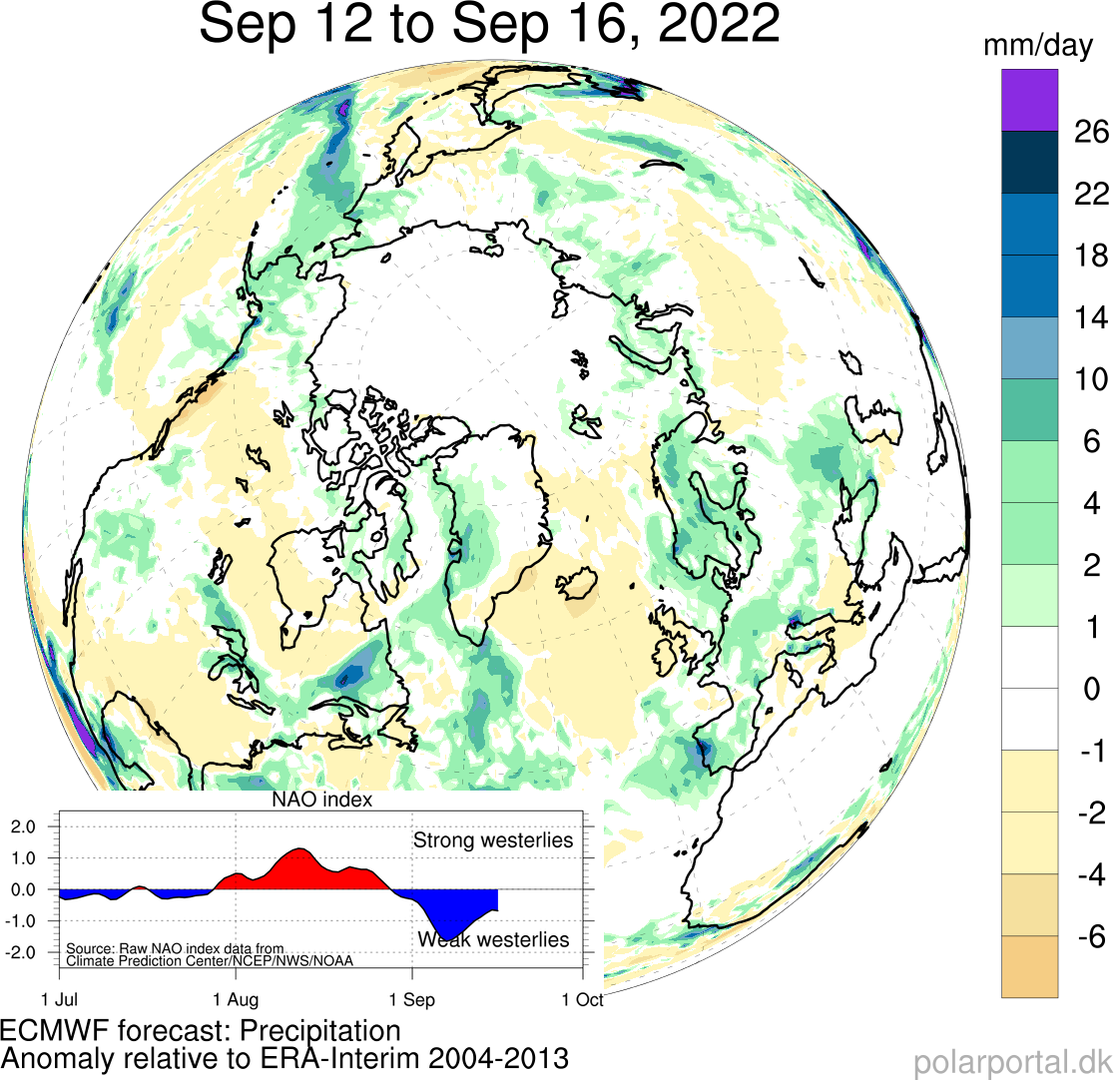 Sep 12 to Sep 16, 2022
mm/day
26
22
18
14
10
6
4
2
1
0
-1
-2
-4
-6
NAO index
2.0
1.0
0.0
-1.0
-2.0
Strong westerlies
Weak westerlies
Source: Raw NAO index data from
Climate Prediction Center/NCEP/NWS/NOAA
1 Jul
1 Aug
1 Sep
1 Oct
ECMWF forecast: Precipitation
Anomaly relative to ERA-Interim 2004-2013
polarportal.dk